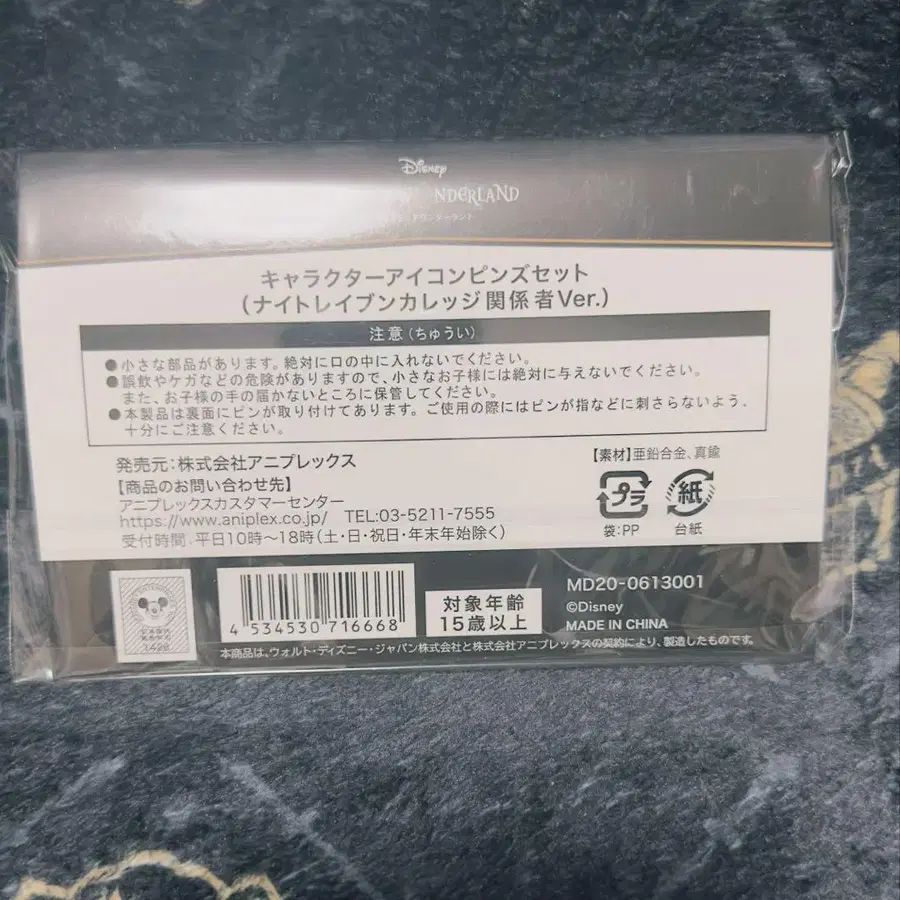 Disney
WONDERLAND
キャラクターアイコンピンズセット
(ナイトレイブンカレッジ関係者Ver.)
注意(ちゅうい)
●小さな部品があります。絶対に口の中に入れないでください。
●誤飲やケガなどの危険がありますので、小さなお子様には絶対に与えないでください。
また、お子様の手の届かないところに保管してください。
●本製品は裏面にピンが取り付けてあります。ご使用の際にはピンが指などに刺さらないよう、
十分にご注意ください。
発売元:株式会社アニプレックス
【商品のお問い合わせ先】
アニプレックスカスタマーセンター
https://www.aniplex.co.jp/ TEL:03-5211-7555
受付時間:平日10時~18時(土・日・祝日・年末年始除く)
【素材】亜鉛合金、真鍮
プラ 紙
袋:PP 台紙
4 534530 716668
対象年齢
15歳以上
MD20-0613001
©Disney
MADE IN CHINA
本商品は、ウォルト・ディズニー・ジャパン株式会社と株式会社アニプレックスの契約により、製造したものです。